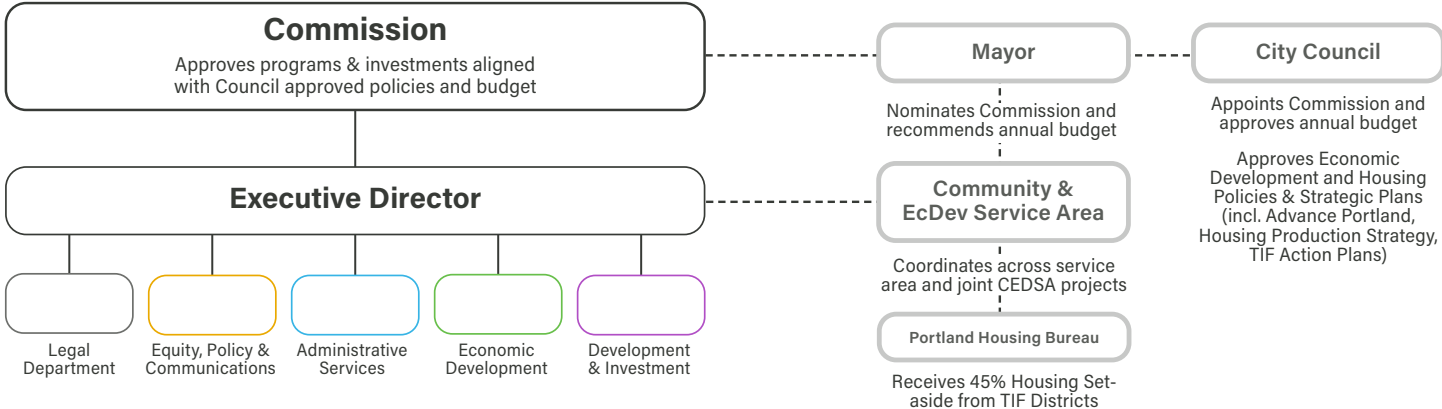 Commission
Approves programs & investments aligned
with Council approved policies and budget
Mayor
Nominates Commission and
recommends annual budget
City Council
Appoints Commission and
approves annual budget
Approves Economic
Development and Housing
Policies & Strategic Plans
(incl. Advance Portland,
Housing Production Strategy,
TIF Action Plans)
Executive Director
Community &
EcDev Service Area
Coordinates across service
area and joint CEDSA projects
Portland Housing Bureau
Receives 45% Housing Set-
aside from TIF Districts
Legal
Department
Equity, Policy &
Communications
Administrative
Services
Economic
Development
Development
& Investment